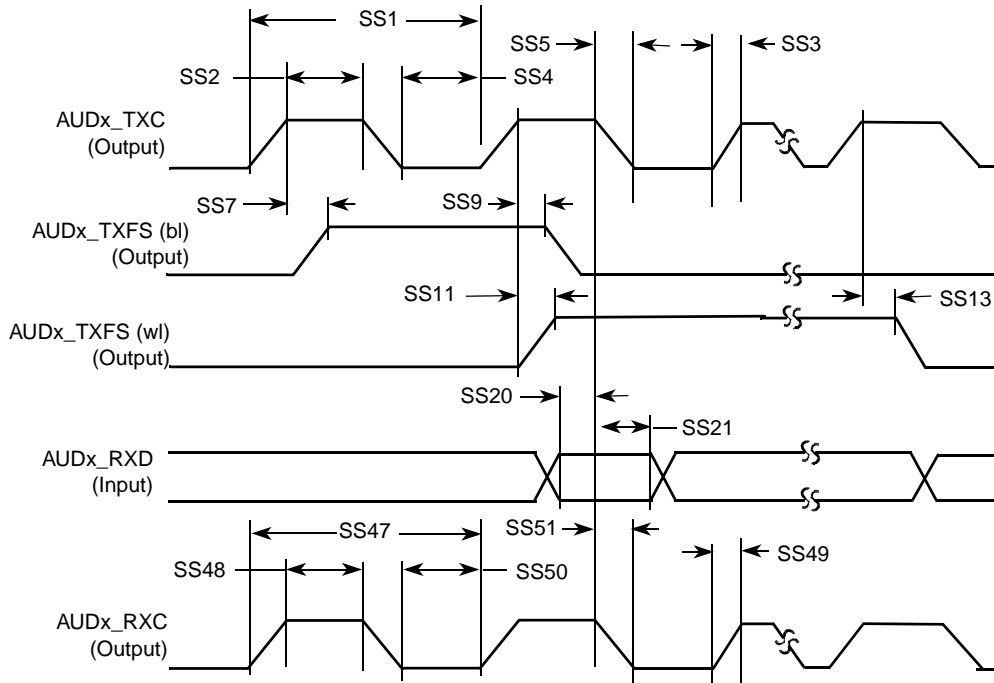 SS1
SS5
SS3
SS2
SS4
AUDx_TXC
(Output)
SS7
SS9
AUDx_TXFS (bl)
(Output)
SS11
SS13
AUDx_TXFS (wl)
(Output)
SS20
SS21
AUDx_RXD
(Input)
SS47
SS51
SS49
SS48
SS50
AUDx_RXC
(Output)